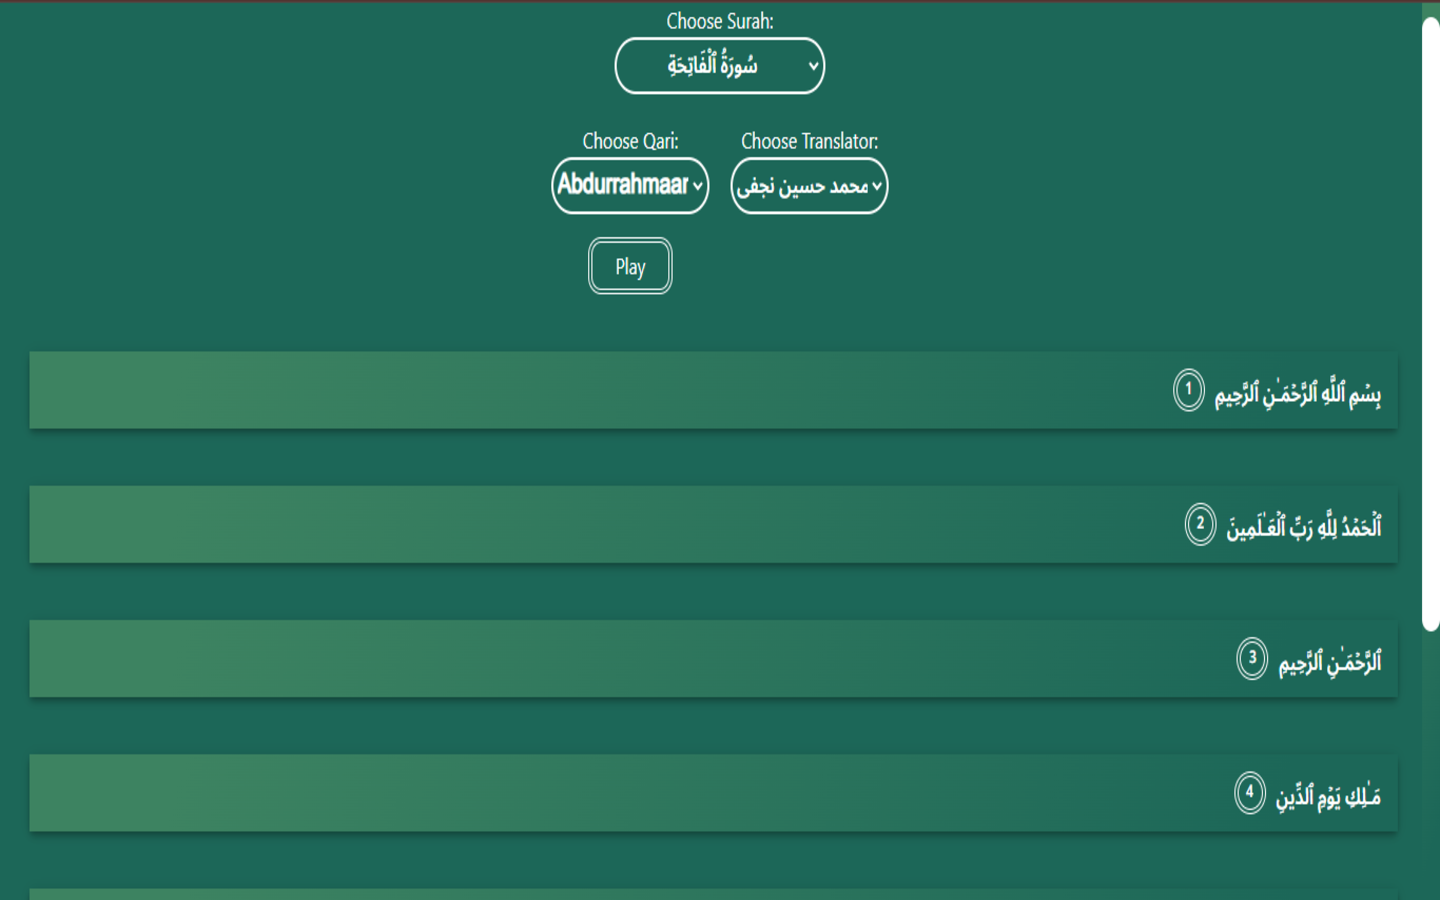 Choose Surah:
سُورَةُ ٱلْفَاتِحَةِ
Choose Qari: Choose Translator:
Abdurrahmaan محمد حسین نجفی
Play
بِسۡمِ ٱللَّهِ ٱلرَّحۡمَـٰنِ ٱلرَّحِيمِ 1
ٱلۡحَمۡدُ لِلَّهِ رَبِّ ٱلۡعَـٰلَمِينَ 2
ٱلرَّحۡمَـٰنِ ٱلرَّحِيمِ 3
مَـٰلِكِ يَوۡمِ ٱلدِّينِ 4